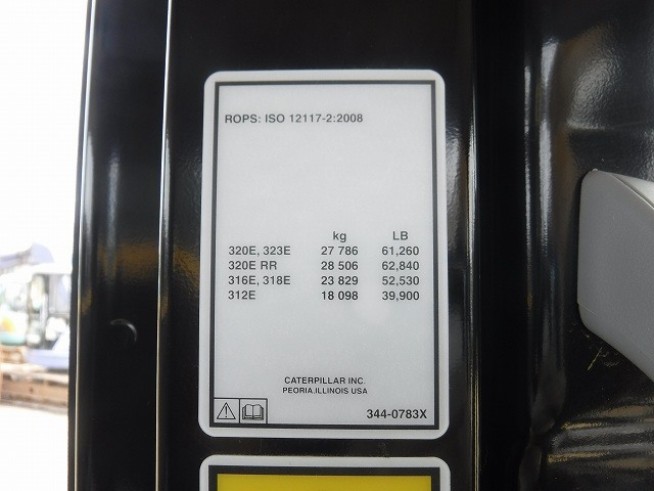 ROPS: ISO 12117-2:2008
kg LB
320E, 323E 27 786 61,260
320E RR 28 506 62,840
316E, 318E 23 829 52,530
312E 18 098 39,900
CATERPILLAR INC.
PEORIA.ILLINOIS USA
344-0783X